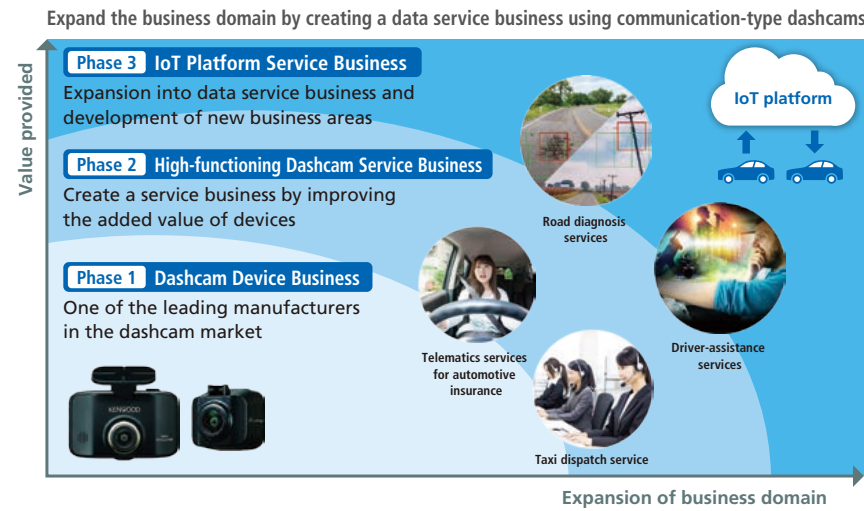 Expand the business domain by creating a data service business using communication-type dashcams
Value provided
Phase 3 IoT Platform Service Business
Expansion into data service business and
development of new business areas
IoT platform
Phase 2 High-functioning Dashcam Service Business
Create a service business by improving
the added value of devices
Road diagnosis
services
Phase 1 Dashcam Device Business
One of the leading manufacturers
in the dashcam market
Telematics services
for automotive
insurance
Driver-assistance
services
KENWOOD
Taxi dispatch service
Expansion of business domain